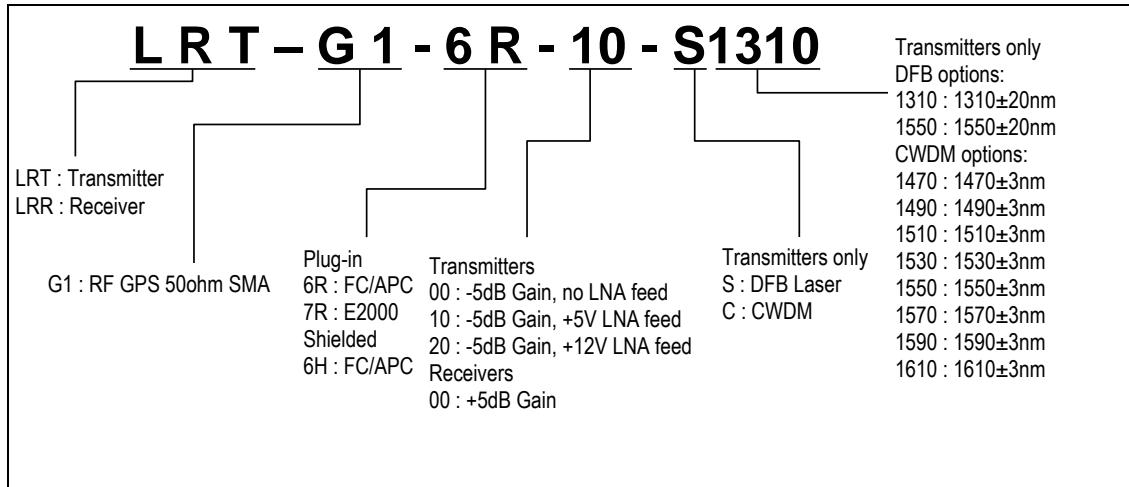 LRT – G1 - 6R - 10 - S1310
LRT : Transmitter
LRR : Receiver
G1 : RF GPS 50ohm SMA
Plug-in
6R : FC/APC
7R : E2000
Shielded
6H : FC/APC
Transmitters
00 : -5dB Gain, no LNA feed
10 : -5dB Gain, +5V LNA feed
20 : -5dB Gain, +12V LNA feed
Receivers
00 : +5dB Gain
Transmitters only
S : DFB Laser
C : CWDM
Transmitters only
DFB options:
1310 : 1310±20nm
1550 : 1550±20nm
CWDM options:
1470 : 1470±3nm
1490 : 1490±3nm
1510 : 1510±3nm
1530 : 1530±3nm
1550 : 1550±3nm
1570 : 1570±3nm
1590 : 1590±3nm
1610 : 1610±3nm